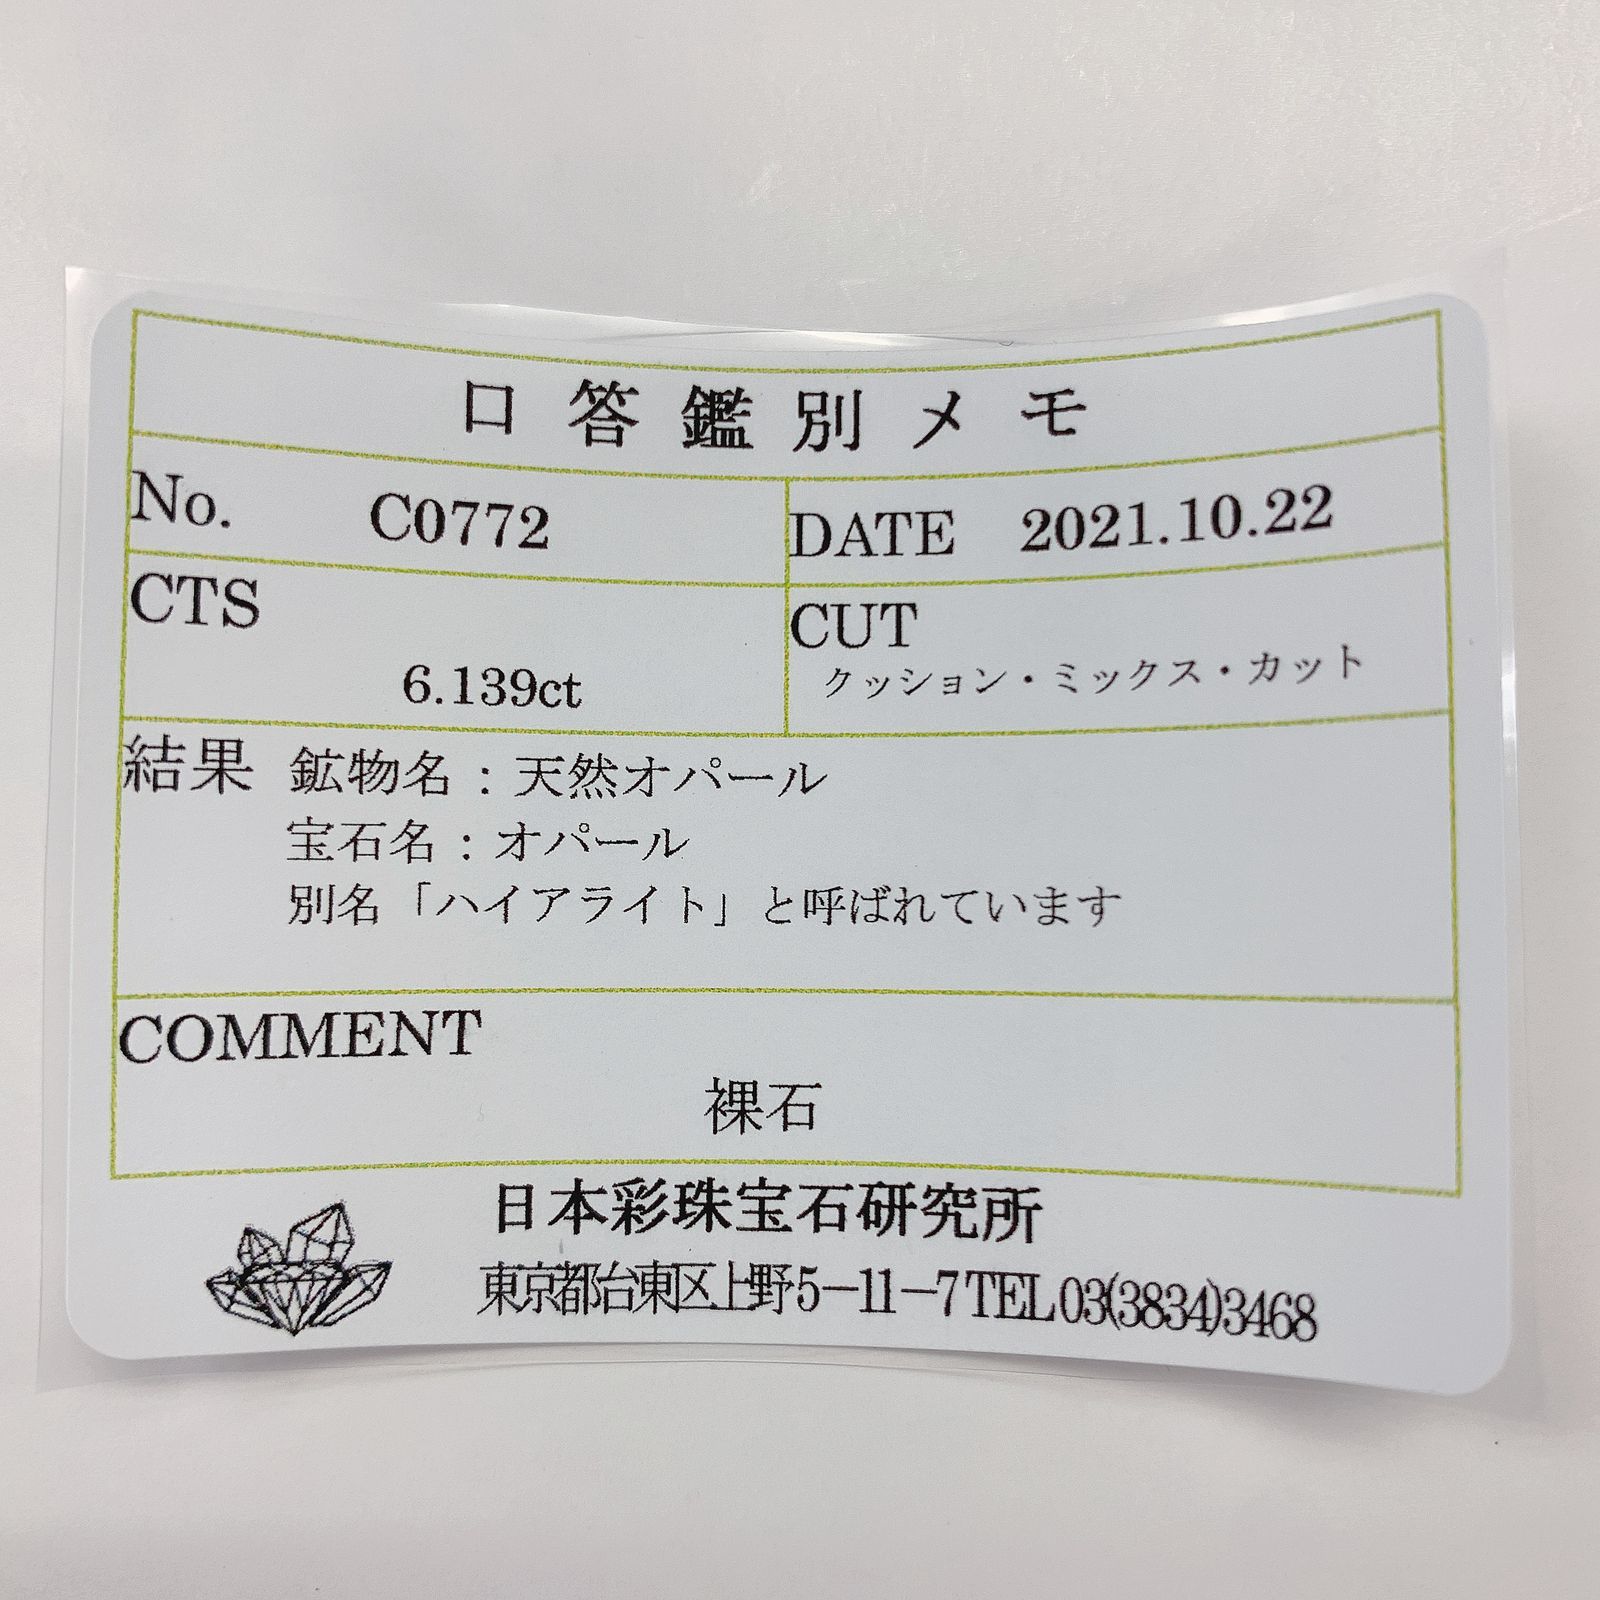 口答鑑別メモ
No. C0772 DATE 2021.10.22
CTS CUT
6.139ct クッション・ミックス・カット
結果 鉱物名:天然オパール
宝石名:オパール
別名「ハイアライト」と呼ばれています
COMMENT
裸石
日本彩珠宝石研究所
東京都台東区上野5-11-7 TEL 03(3834)3468